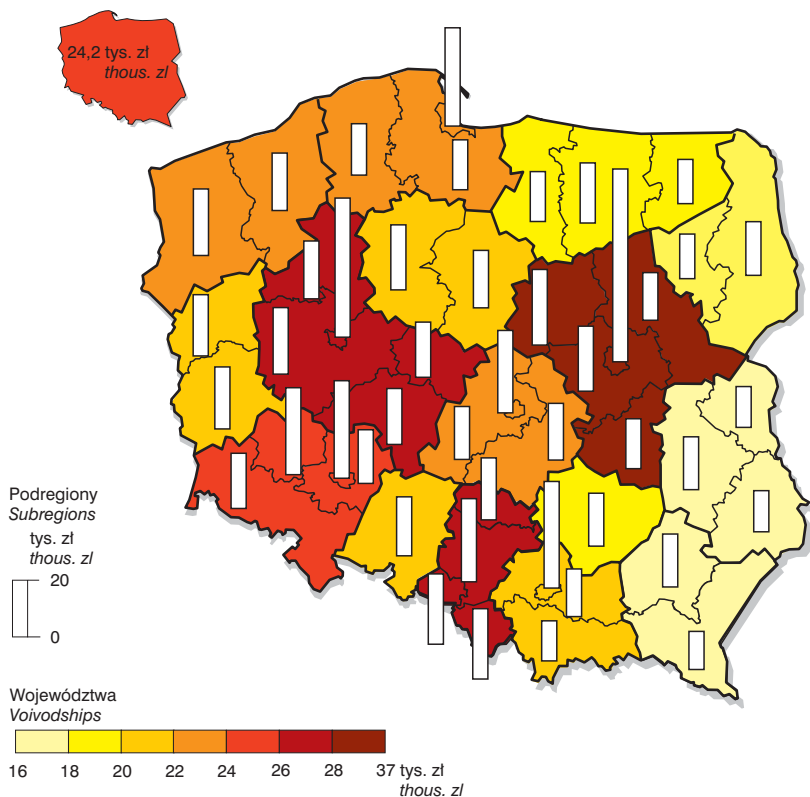 24,2 tys. zł
thous. zl
Podregiony
Subregions
tys. zł
thous. zl
20
0
Województwa
Voivodships
16 18 20 22 24 26 28 37 tys. zł
thous. zl